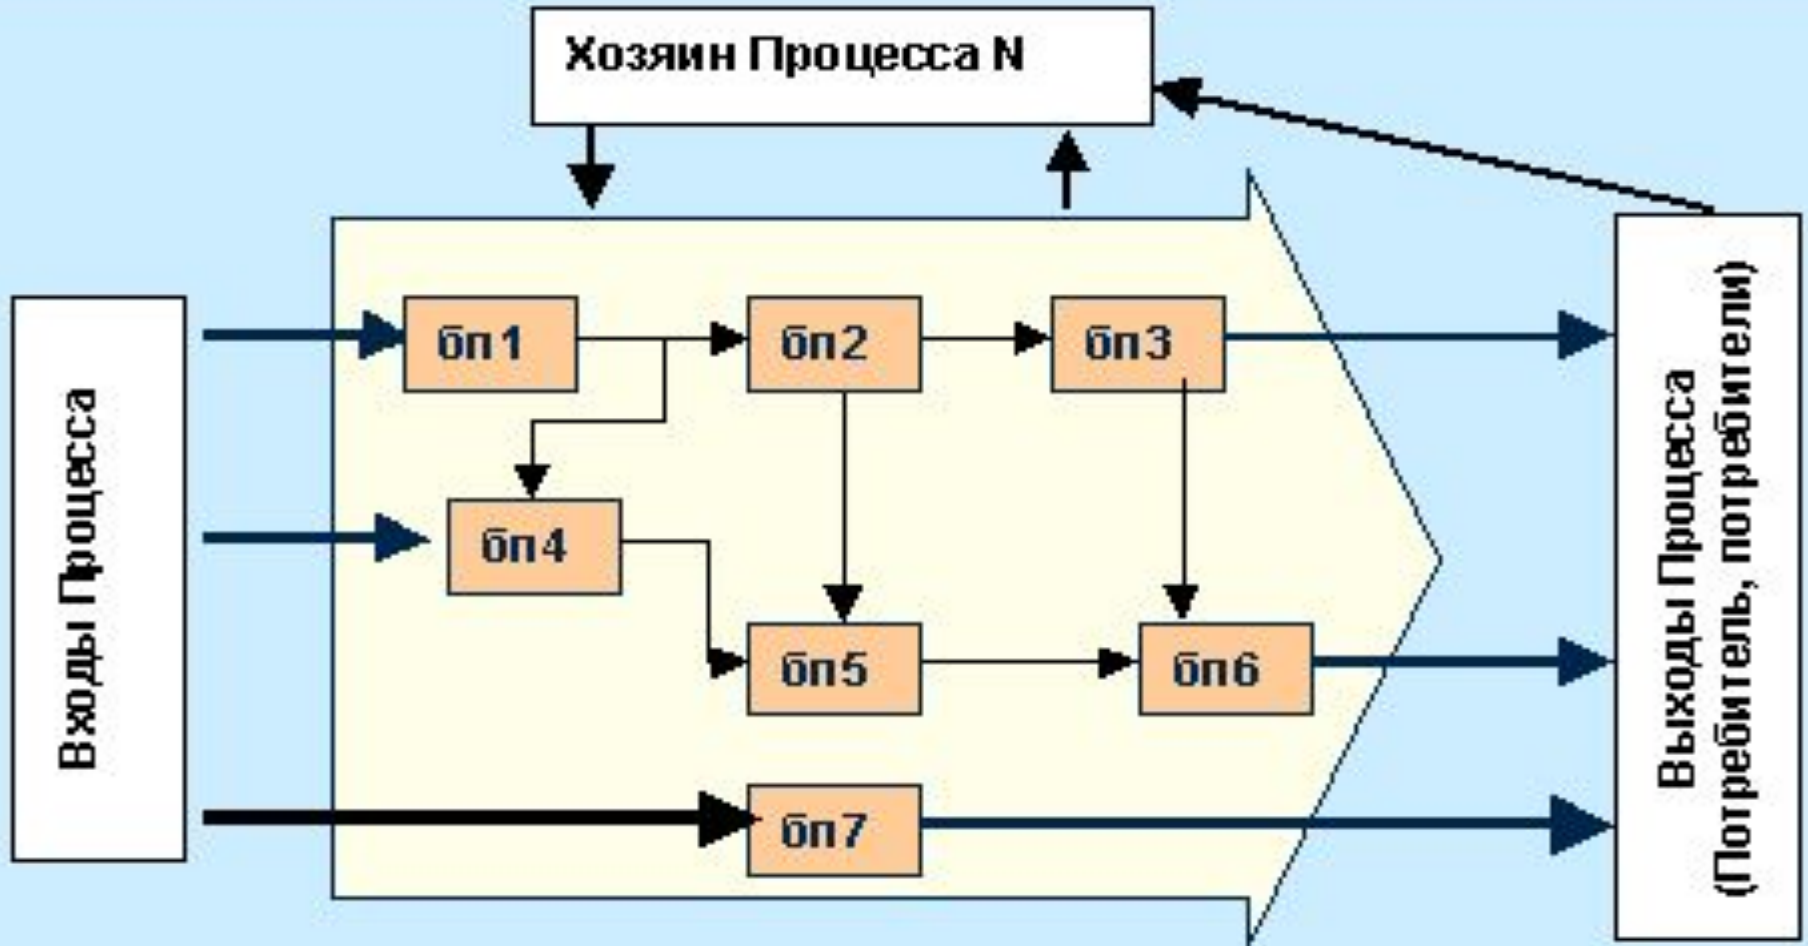 Хозяин Процесса N
Входы Процесса
бп1
бп2
бп3
бп4
бп5
бп6
бп7
Выходы Процесса
(Потребитель, потребители)